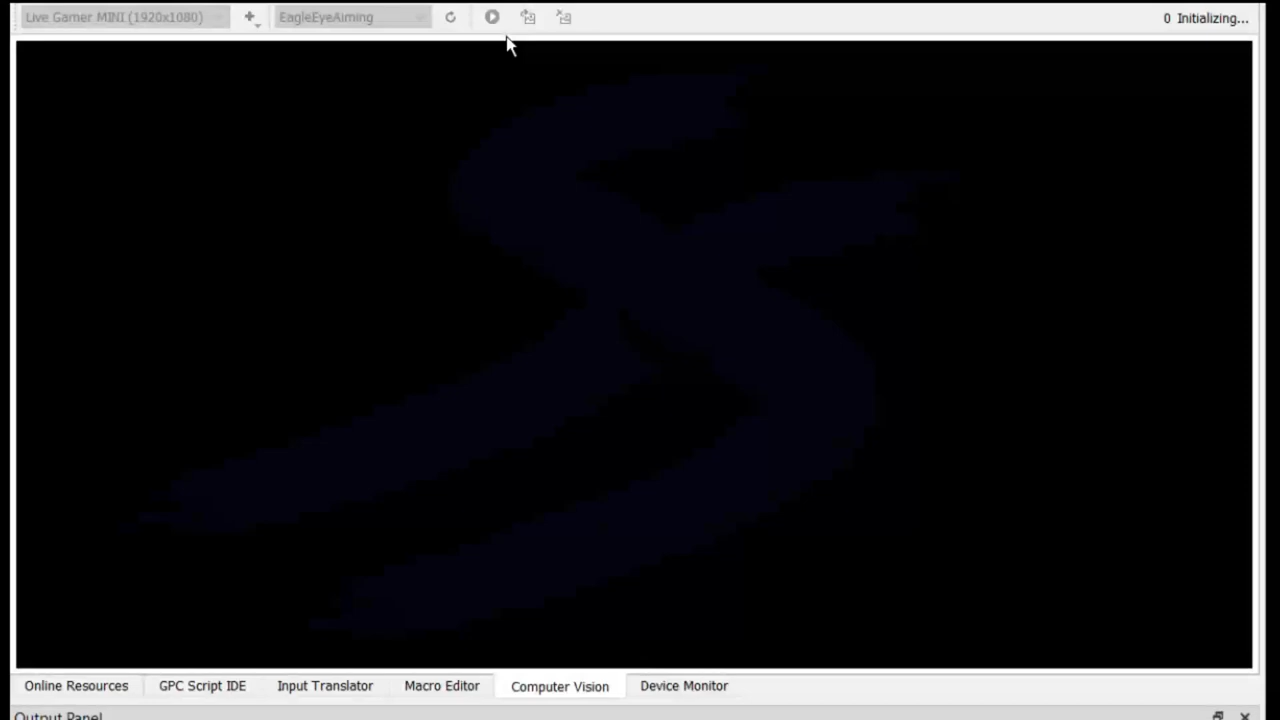 Live Gamer MINI (1920x1080) EagleEyeAiming 0 Initializing...
Online Resources GPC Script IDE Input Translator Macro Editor Computer Vision Device Monitor
Output Panel